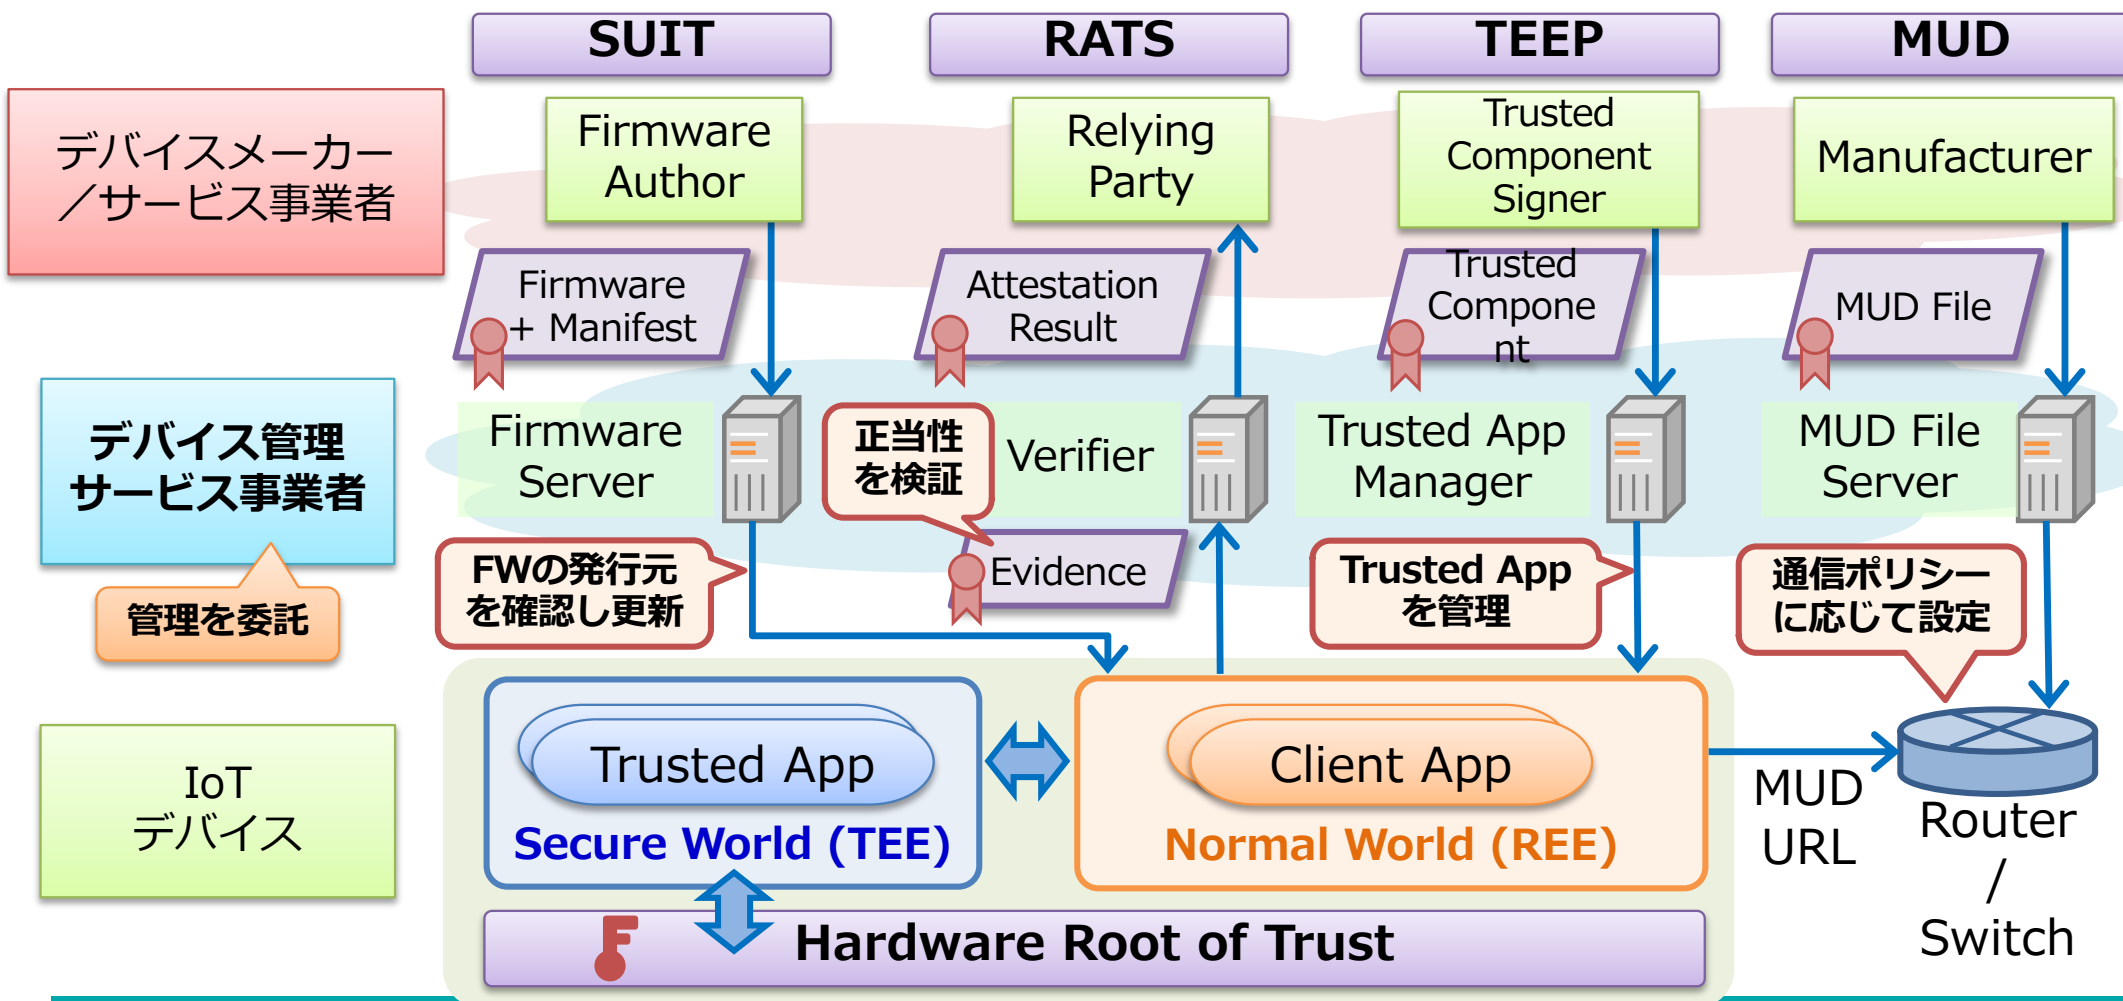 SUIT
RATS
TEEP
MUD
デバイスメーカー
／サービス事業者
Firmware
Author
Relying
Party
Trusted
Component
Signer
Manufacturer
Firmware
+ Manifest
Attestation
Result
Trusted
Compone
nt
MUD File
デバイス管理
サービス事業者
Firmware
Server
正当性
を検証
Verifier
Trusted App
Manager
MUD File
Server
管理を委託
FWの発行元
を確認し更新
Evidence
Trusted App
を管理
通信ポリシー
に応じて設定
IoT
デバイス
Trusted App
Secure World (TEE)
Client App
Normal World (REE)
MUD
URL
Router
/
Switch
Hardware Root of Trust